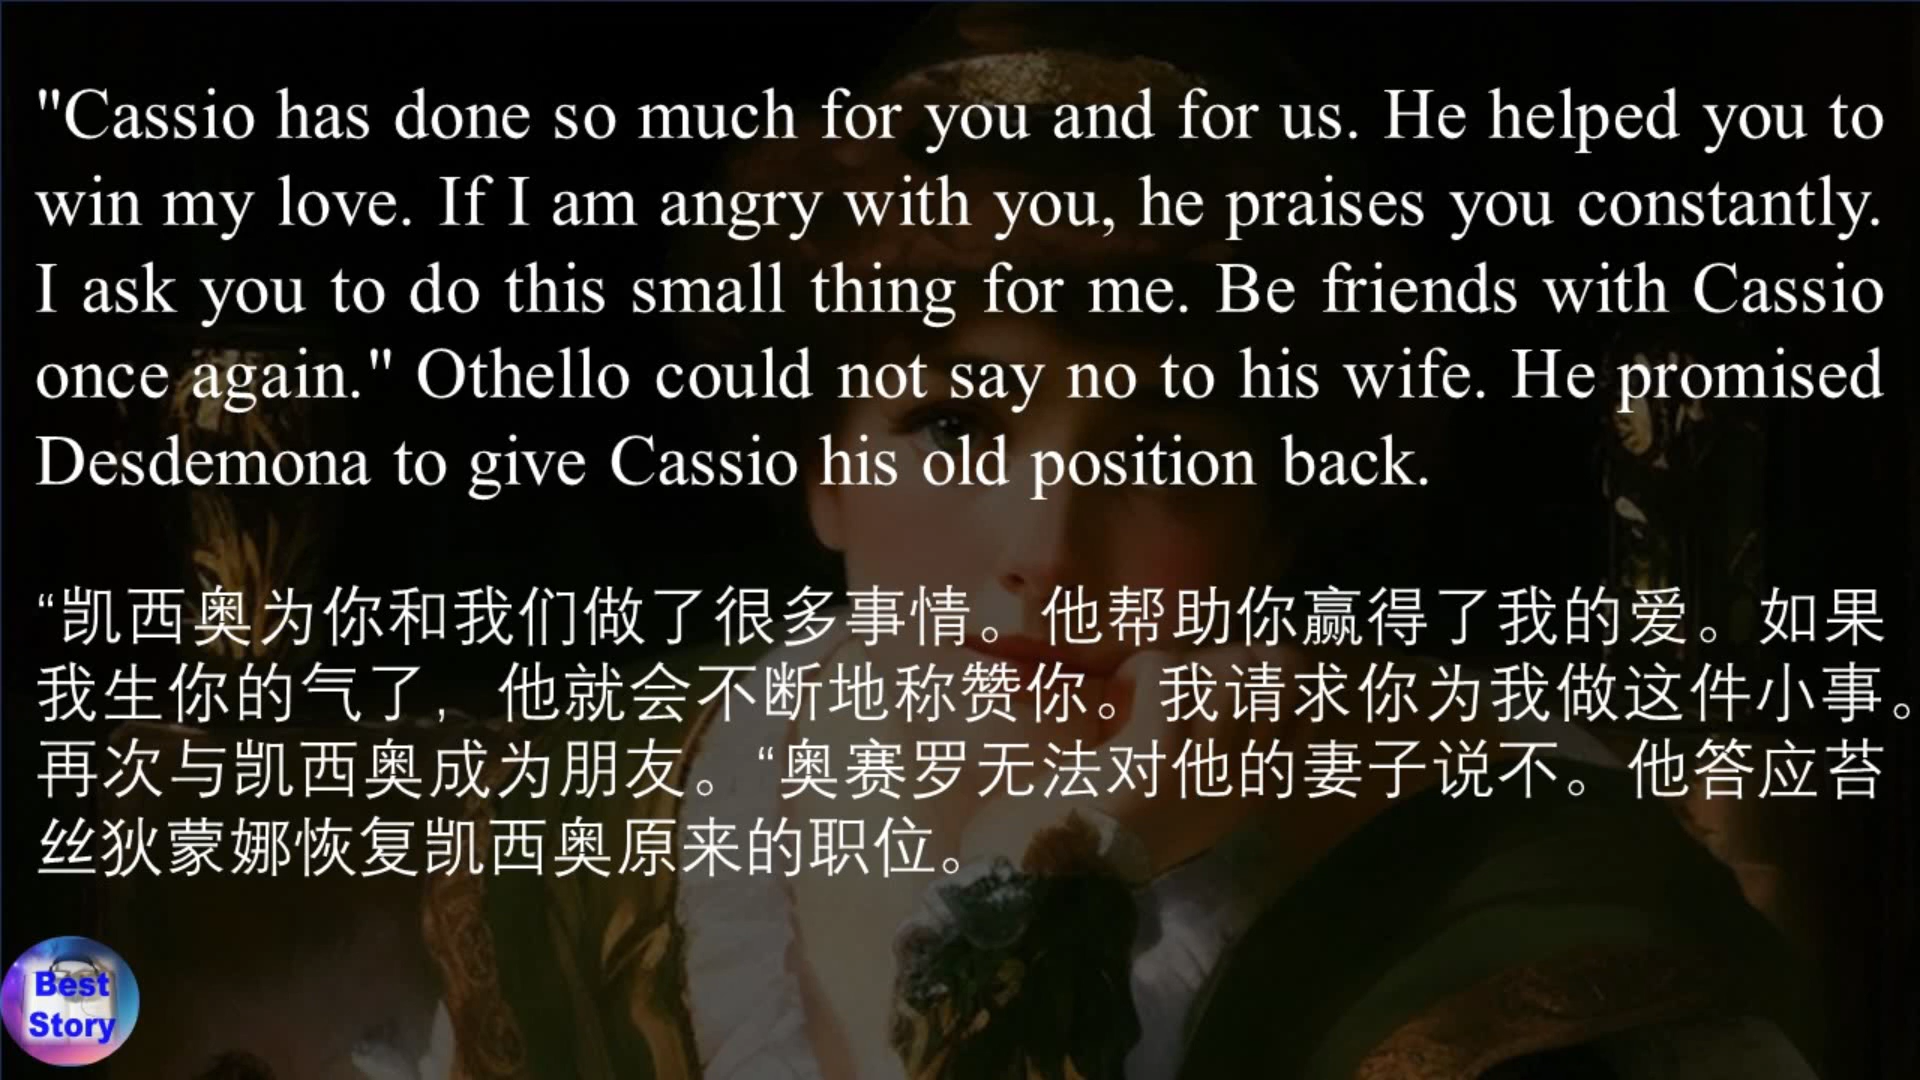 "Cassio has done so much for you and for us. He helped you to
win my love. If I am angry with you, he praises you constantly.
I ask you to do this small thing for me. Be friends with Cassio
once again." Othello could not say no to his wife. He promised
Desdemona to give Cassio his old position back.
“凯西奥为你和我们做了很多事情。他帮助你赢得了我的爱。如果
我生你的气了，他就会不断地称赞你。我请求你为我做这件小事。
再次与凯西奥成为朋友。“奥赛罗无法对他的妻子说不。他答应苔
丝狄蒙娜恢复凯西奥原来的职位。
Best
Story